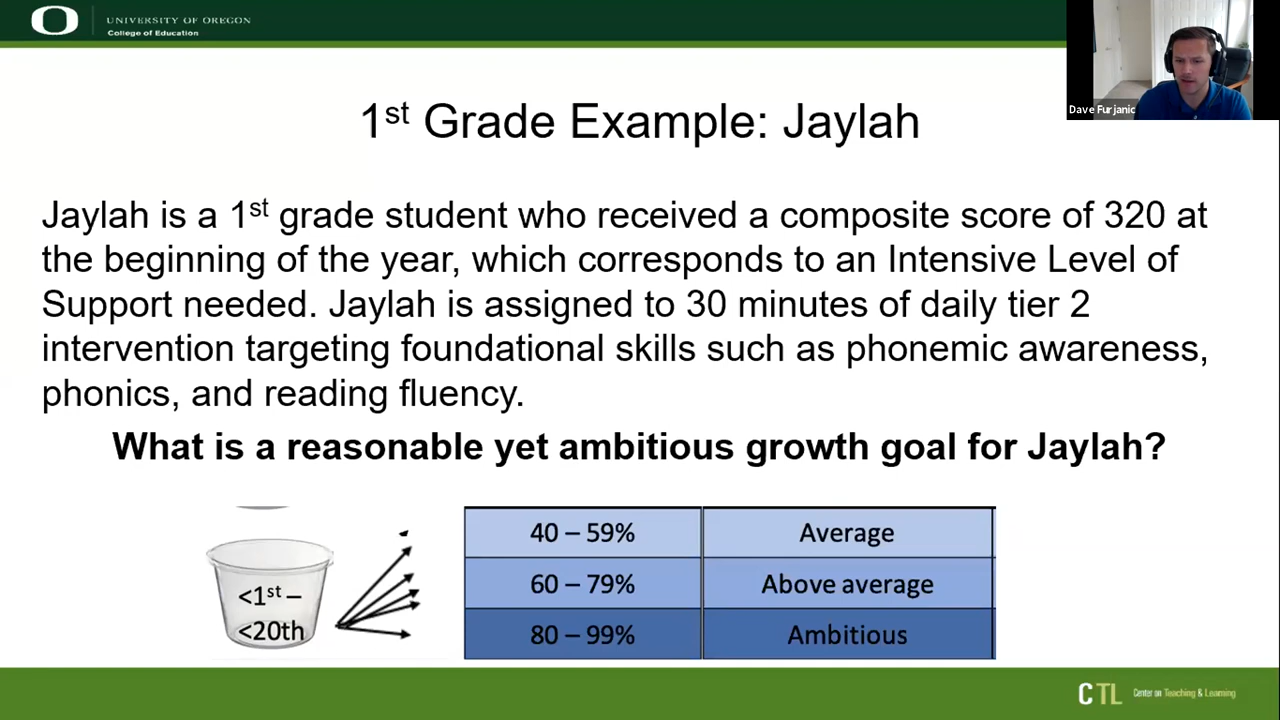 UNIVERSITY OF OREGON
College of Education
Dave Furjanic
1st Grade Example: Jaylah
Jaylah is a 1st grade student who received a composite score of 320 at
the beginning of the year, which corresponds to an Intensive Level of
Support needed. Jaylah is assigned to 30 minutes of daily tier 2
intervention targeting foundational skills such as phonemic awareness,
phonics, and reading fluency.
What is a reasonable yet ambitious growth goal for Jaylah?
<1st –
<20th
40 – 59% Average
60 – 79% Above average
80 – 99% Ambitious
CTL Center on Teaching & Learning